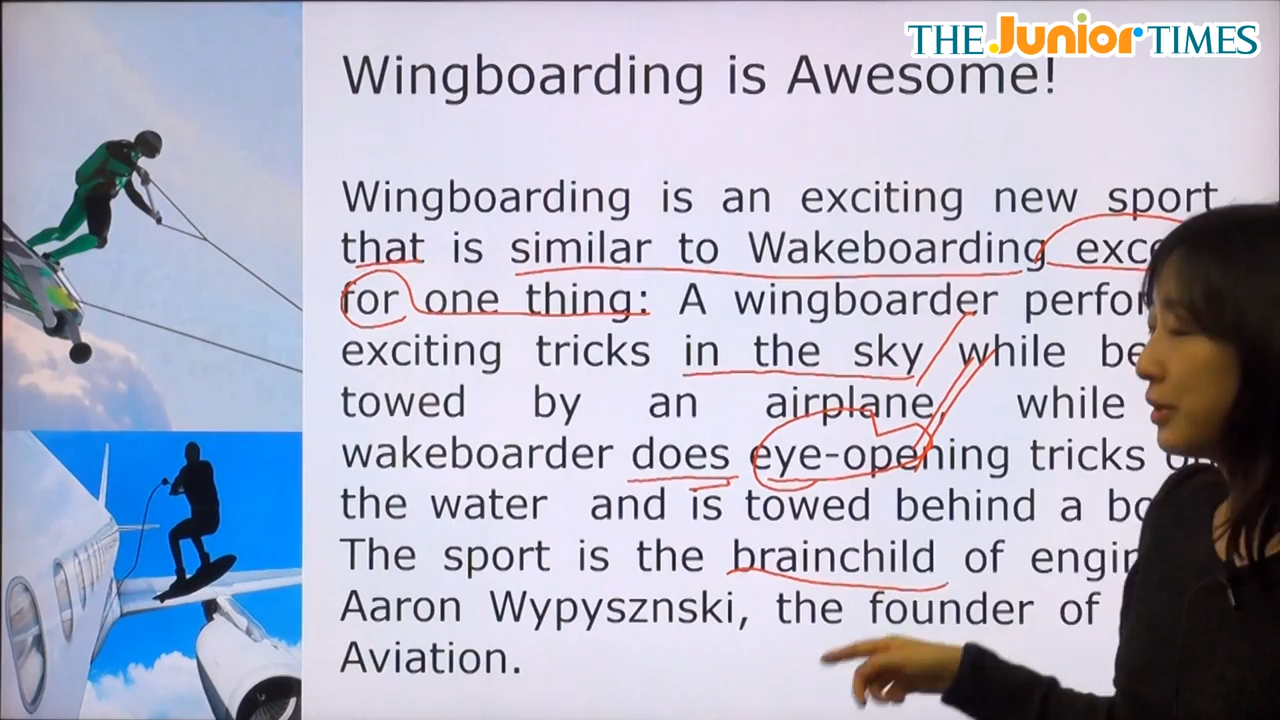 THE Junior TIMES
Wingboarding is Awesome!
Wingboarding is an exciting new sport
that is similar to Wakeboarding
for one thing: A wingboarder
exciting tricks in the sky while
towed by an airplane, while
wakeboarder does eye-opening tricks
the water and is towed behind a
The sport is the brainchild of
Aaron Wypysznski, the founder of
Aviation.